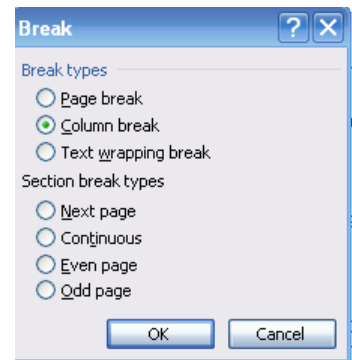 Break
Break types
Page break
Column break
Text wrapping break
Section break types
Next page
Continuous
Even page
Odd page
OK Cancel